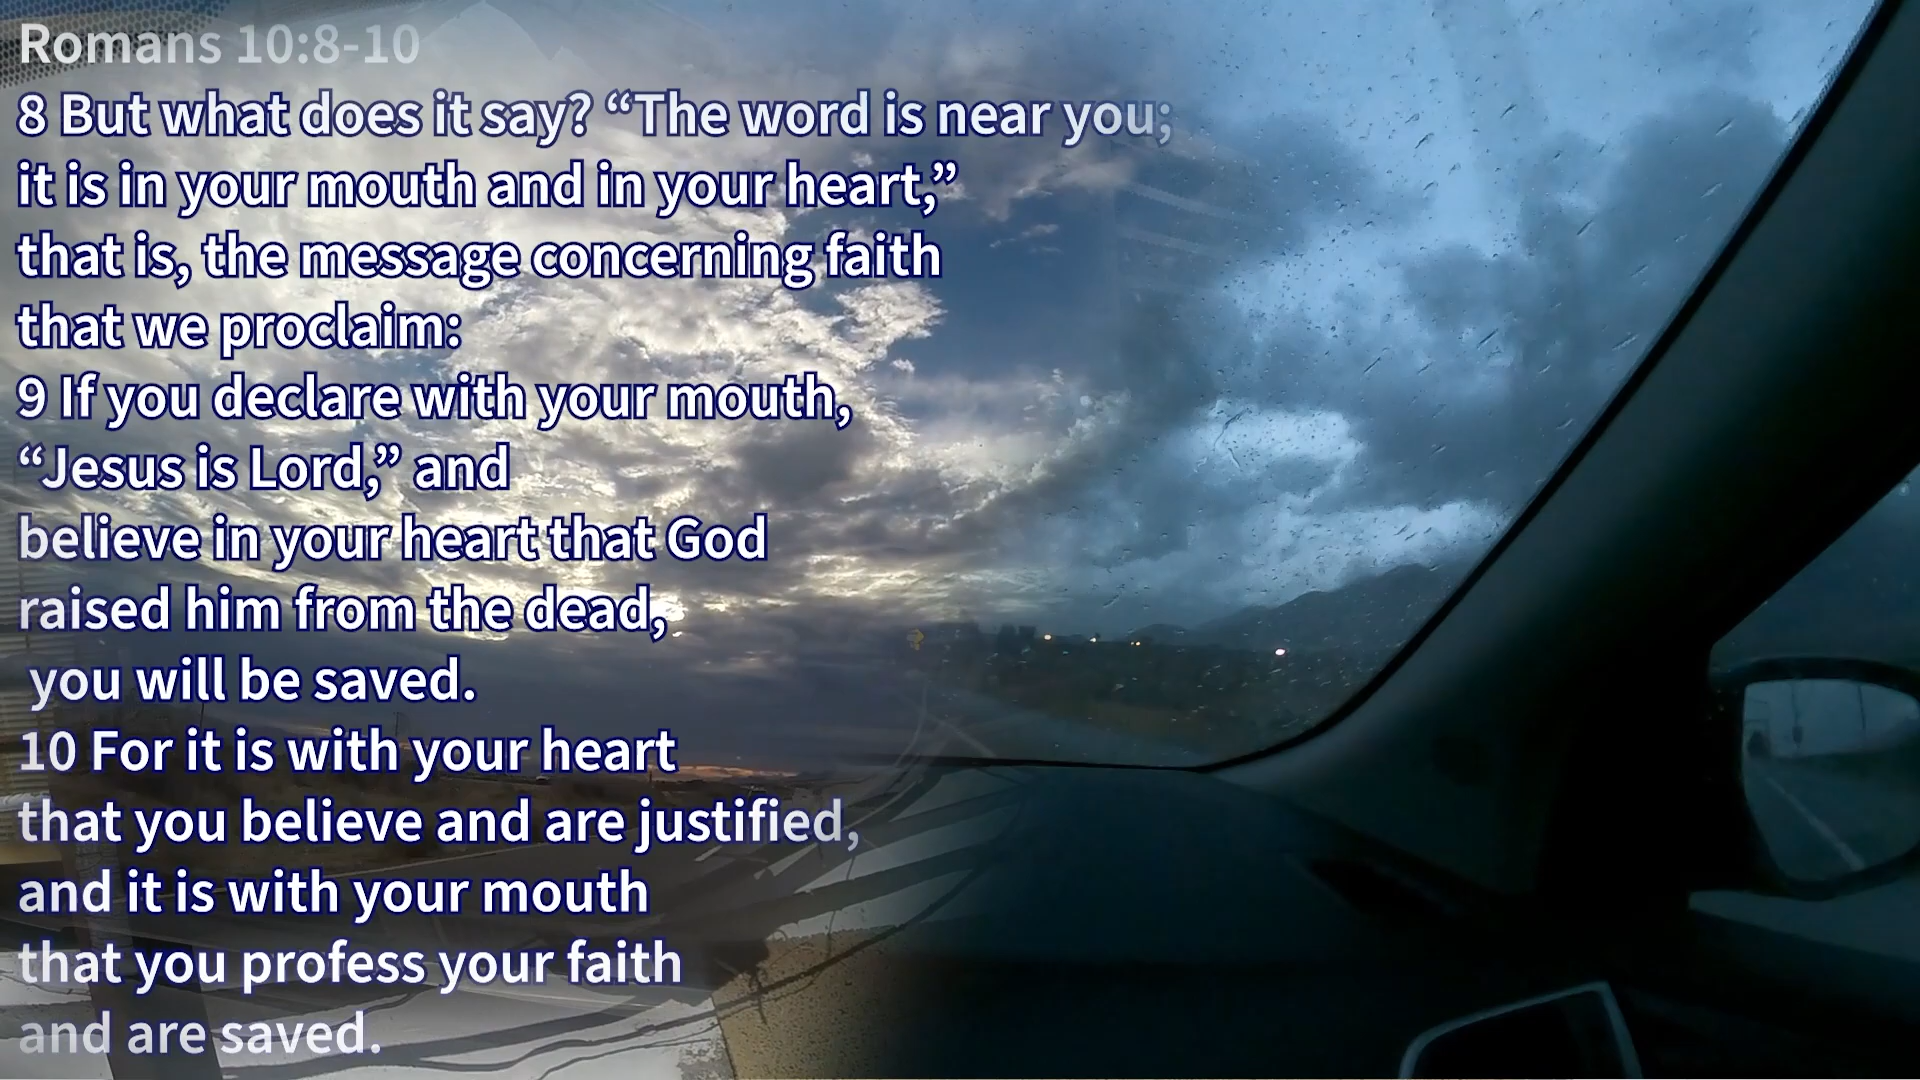 Romans 10:8-10
8 But what does it say? “The word is near you;
it is in your mouth and in your heart,”
that is, the message concerning faith
that we proclaim:
9 If you declare with your mouth,
“Jesus is Lord,” and
believe in your heart that God
raised him from the dead,
you will be saved.
10 For it is with your heart
that you believe and are justified,
and it is with your mouth
that you profess your faith
and are saved.